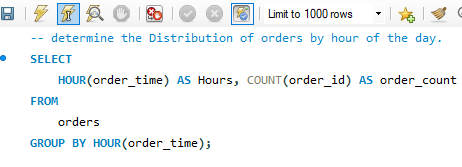 Limit to 1000 rows
-- determine the Distribution of orders by hour of the day.
SELECT
HOUR(order_time) AS Hours, COUNT(order_id) AS order_count
FROM
orders
GROUP BY HOUR(order_time);